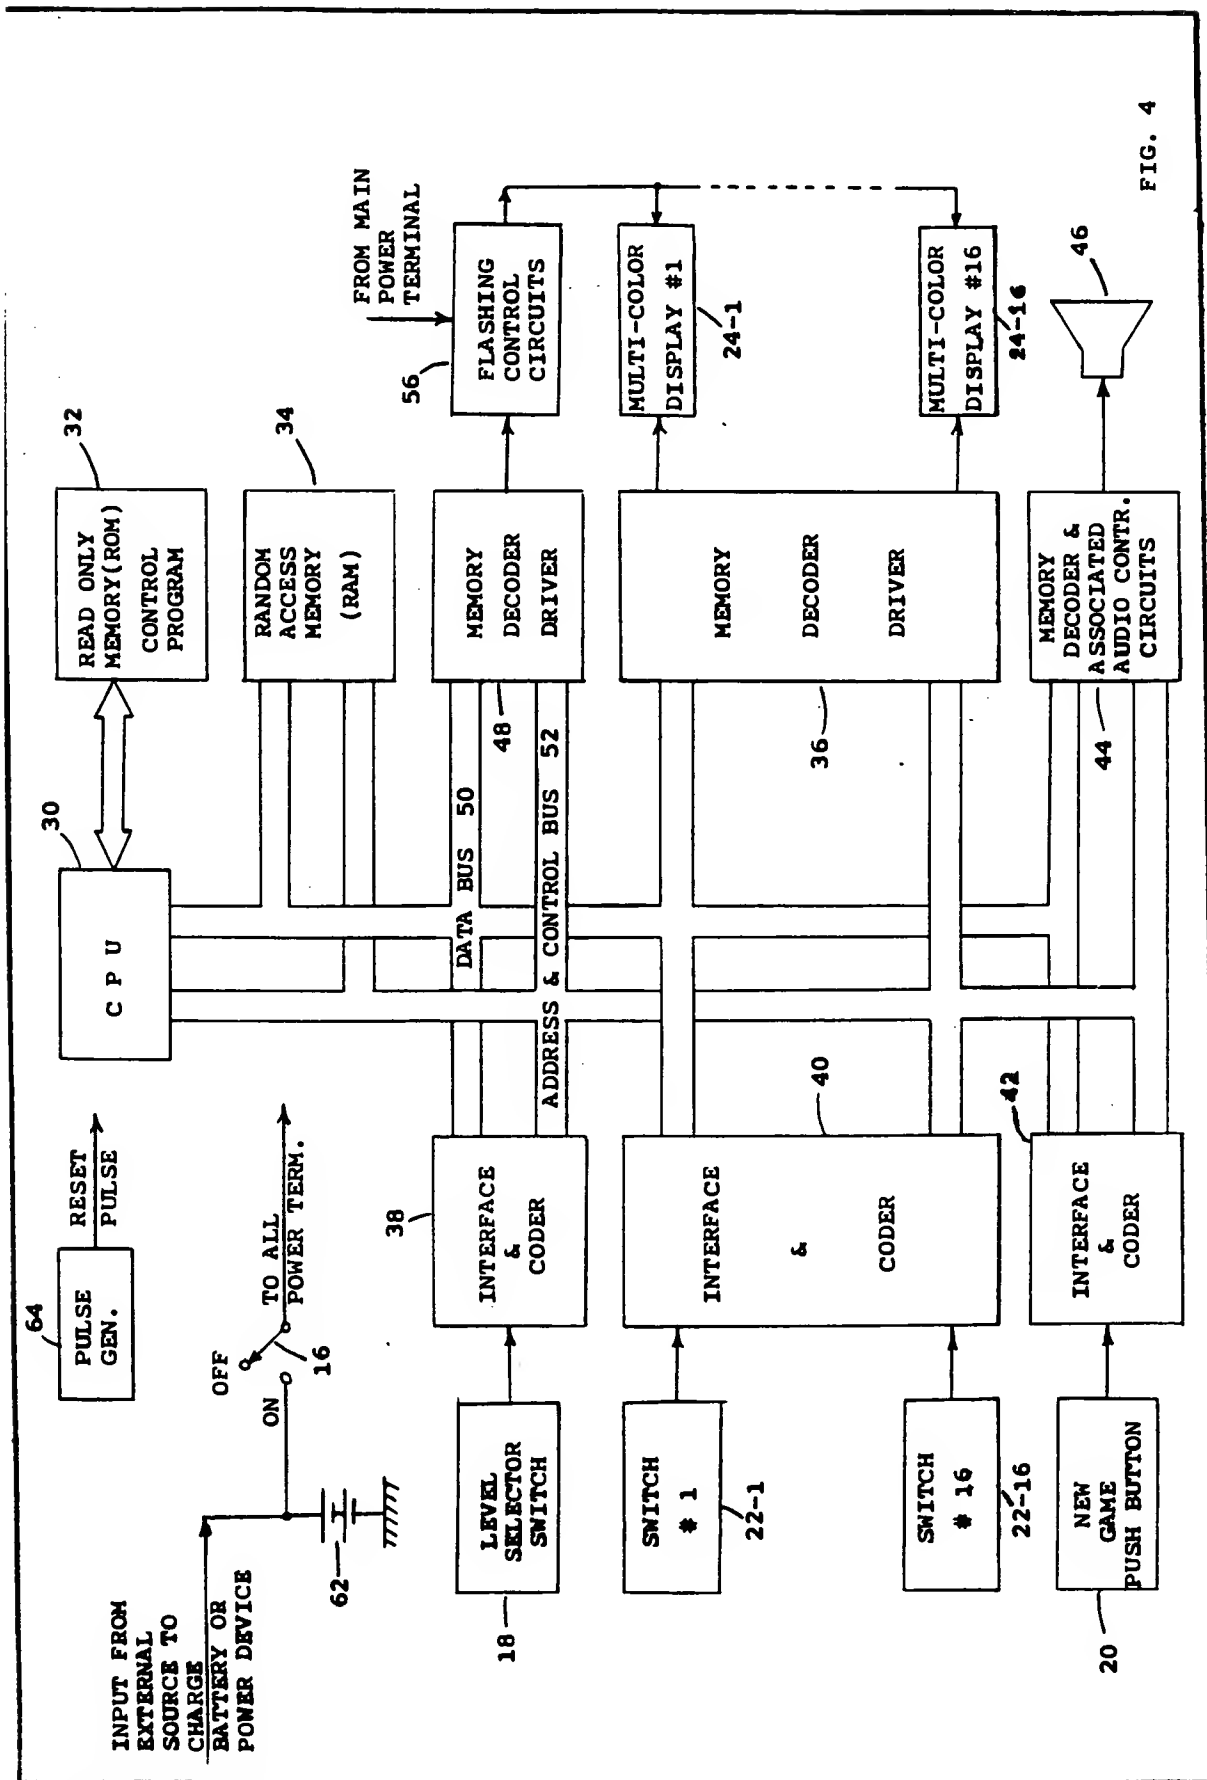 INPUT FROM
EXTERNAL
SOURCE TO
CHARGE
BATTERY OR
POWER DEVICE
62
OFF
ON
16
TO ALL
POWER TERM.
64
PULSE
GEN.
RESET
PULSE
30
C P U
32
READ ONLY
MEMORY(ROM)
CONTROL
PROGRAM
34
RANDOM
ACCESS
MEMORY
(RAM)
18
LEVEL
SELECTOR
SWITCH
38
INTERFACE
&
CODER
DATA BUS 50
ADDRESS & CONTROL BUS 52
48
MEMORY
DECODER
DRIVER
56
FLASHING
CONTROL
CIRCUITS
FROM MAIN
POWER
TERMINAL
SWITCH
# 1
22-1
SWITCH
# 16
22-16
INTERFACE
&
CODER
40
36
MEMORY
DECODER
DRIVER
MULTI-COLOR
DISPLAY #1
24-1
MULTI-COLOR
DISPLAY #16
24-16
20
NEW
GAME
PUSH BUTTON
42
INTERFACE
&
CODER
44
MEMORY
DECODER &
ASSOCIATED
AUDIO CONTR.
CIRCUITS
46
FIG. 4